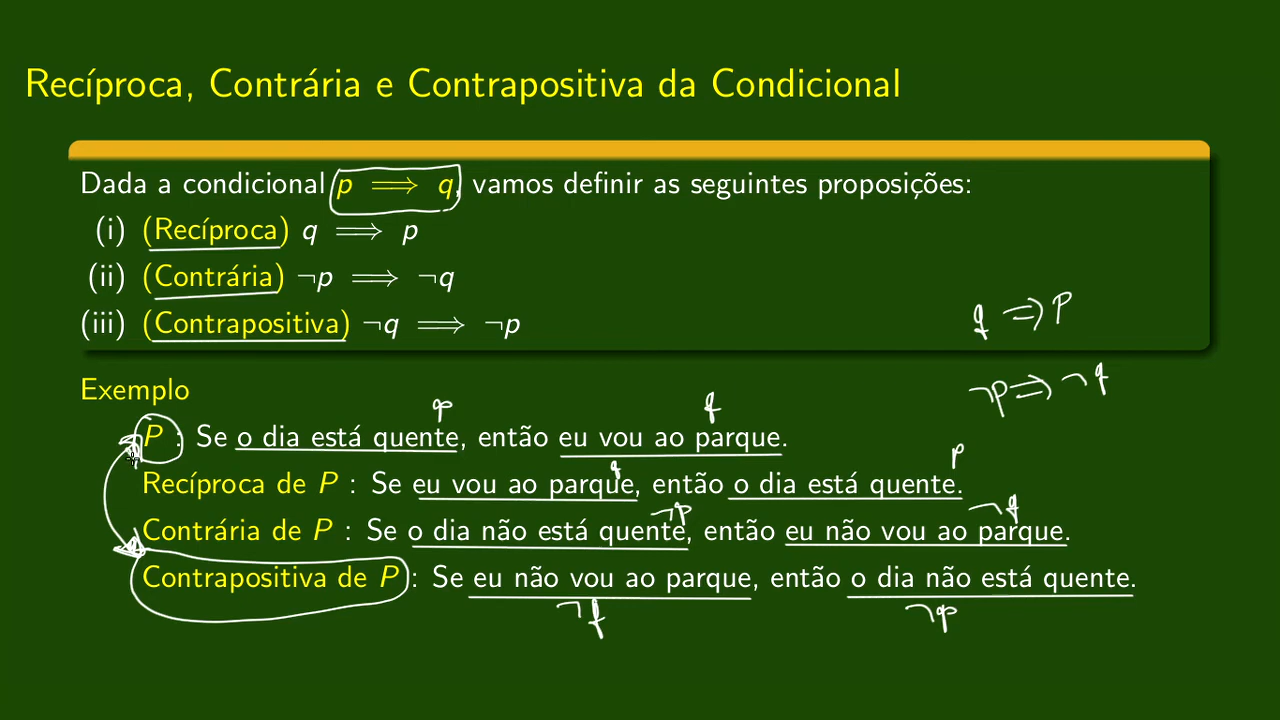 Recíproca, Contrária e Contrapositiva da Condicional
Dada a condicional p ⟹ q, vamos definir as seguintes proposições:
(i) (Recíproca) q ⟹ p
(ii) (Contrária) ¬p ⟹ ¬q
(iii) (Contrapositiva) ¬q ⟹ ¬p
q ⟹ p
¬p ⟹ ¬q
Exemplo
p q
P : Se o dia está quente, então eu vou ao parque.
q p
Recíproca de P : Se eu vou ao parque, então o dia está quente.
¬p ¬q
Contrária de P : Se o dia não está quente, então eu não vou ao parque.
Contrapositiva de P : Se eu não vou ao parque, então o dia não está quente.
¬q ¬p